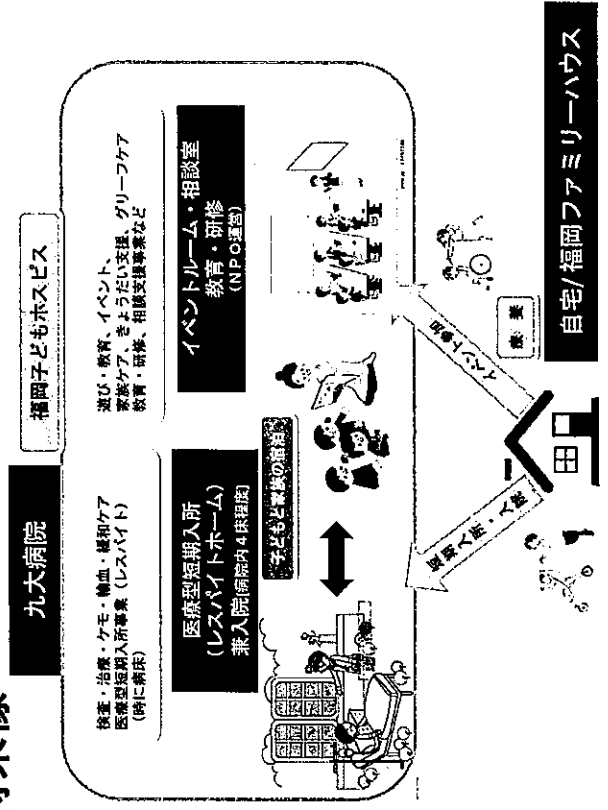 九大病院
福岡子どもホスピス
検査・治療・ケモ・輸血・緩和ケア
医療型短期入所事業(レスパイト)
(時に病床)
遊び・教育、イベント、
家族ケア、きょうだい支援、グリーフケア
教育・研修、相談支援事業など
医療型短期入所
(レスパイトホーム)
兼入院[病院内4床程度]
イベントルーム・相談室
教育・研修
(NPO運営)
子どもと家族の宿泊
短期入所・入院
イベント参加
療養
自宅/福岡ファミリーハウス